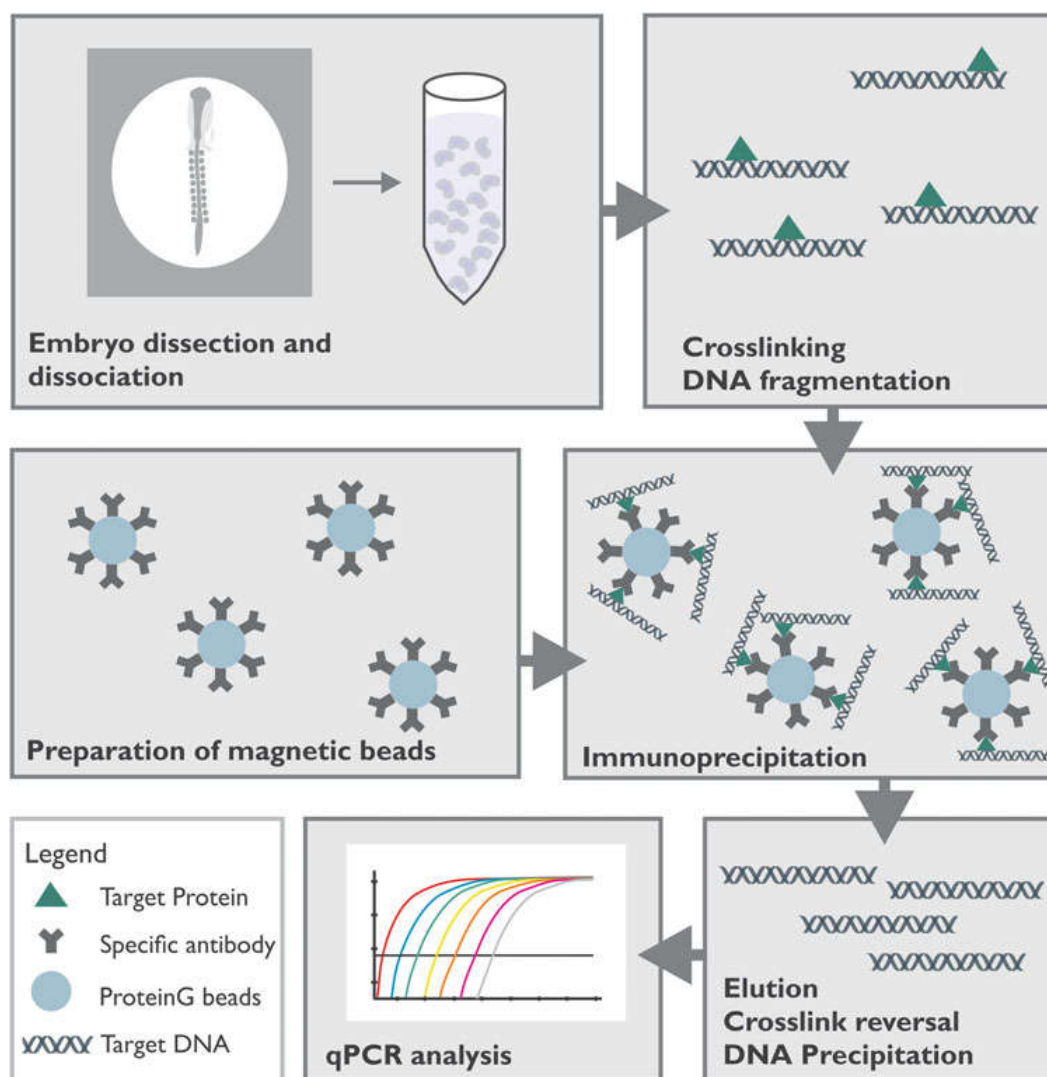 Embryo dissection and
dissociation
Crosslinking
DNA fragmentation
Preparation of magnetic beads
Immunoprecipitation
Legend
Target Protein
Specific antibody
ProteinG beads
Target DNA
qPCR analysis
Elution
Crosslink reversal
DNA Precipitation